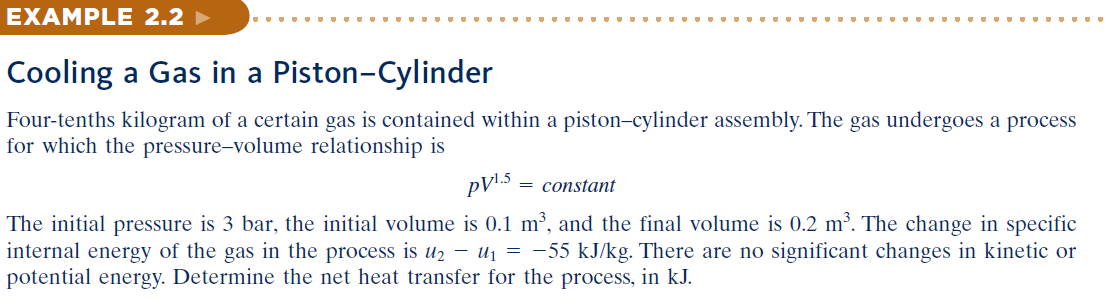 EXAMPLE 2.2 ▶
Cooling a Gas in a Piston–Cylinder
Four-tenths kilogram of a certain gas is contained within a piston–cylinder assembly. The gas undergoes a process
for which the pressure–volume relationship is
pV¹·⁵ = constant
The initial pressure is 3 bar, the initial volume is 0.1 m³, and the final volume is 0.2 m³. The change in specific
internal energy of the gas in the process is u₂ − u₁ = −55 kJ/kg. There are no significant changes in kinetic or
potential energy. Determine the net heat transfer for the process, in kJ.